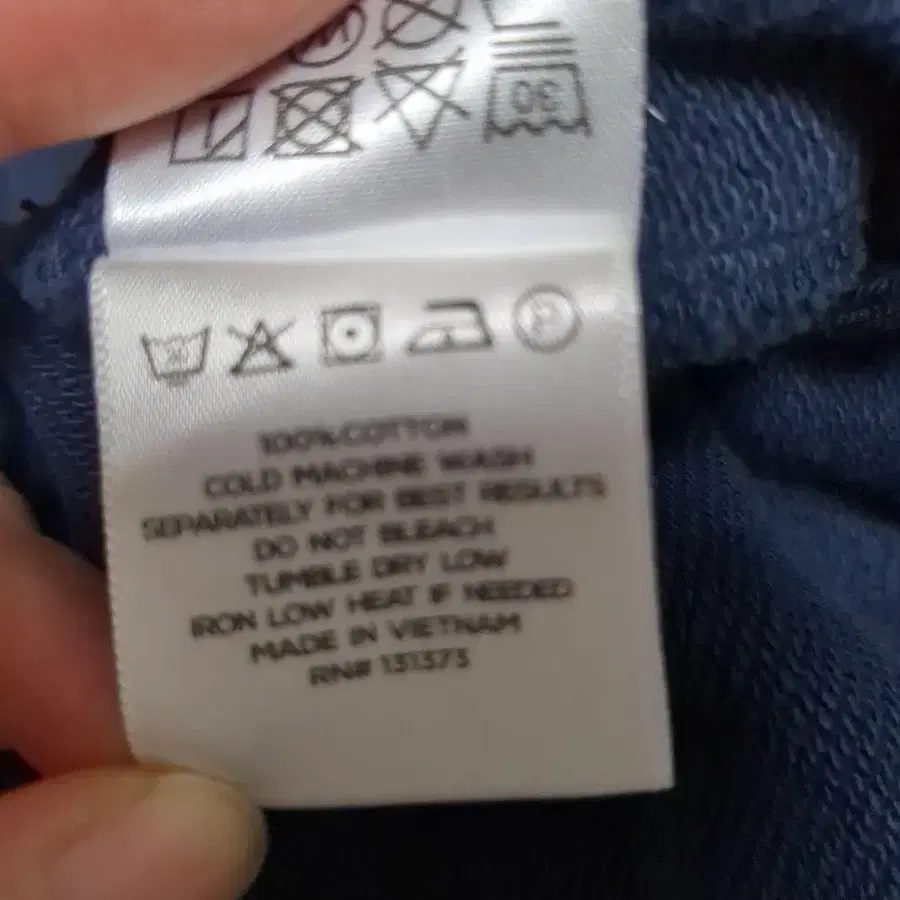 30
100% COTTON
COLD MACHINE WASH
SEPARATELY FOR BEST RESULTS
DO NOT BLEACH
TUMBLE DRY LOW
IRON LOW HEAT IF NEEDED
MADE IN VIETNAM
RN# 131373